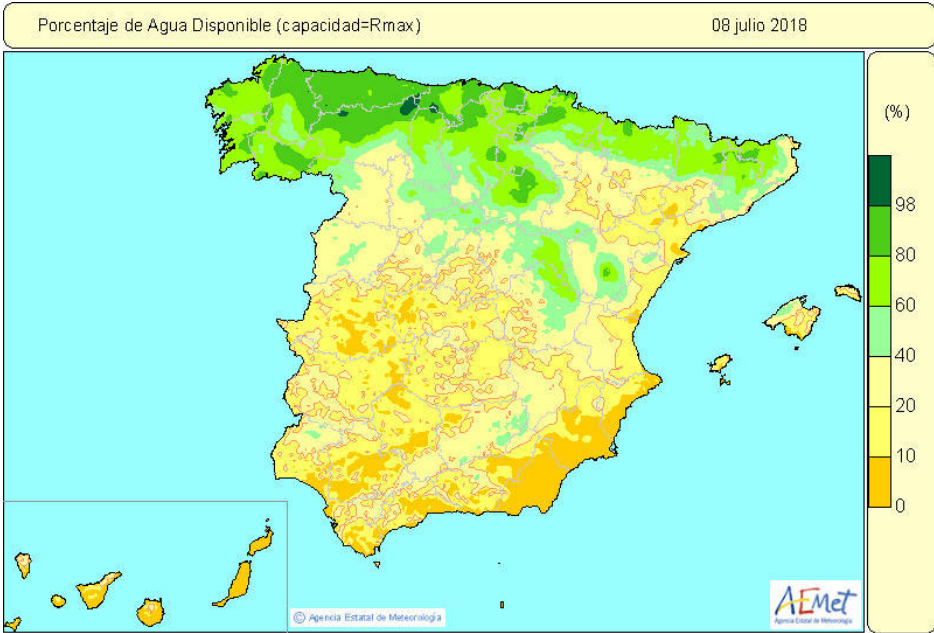 Porcentaje de Agua Disponible (capacidad=Rmax) 08 julio 2018
(%)
98
80
60
40
20
10
0
© Agencia Estatal de Meteorología
AEMet
Agencia Estatal de Meteorología